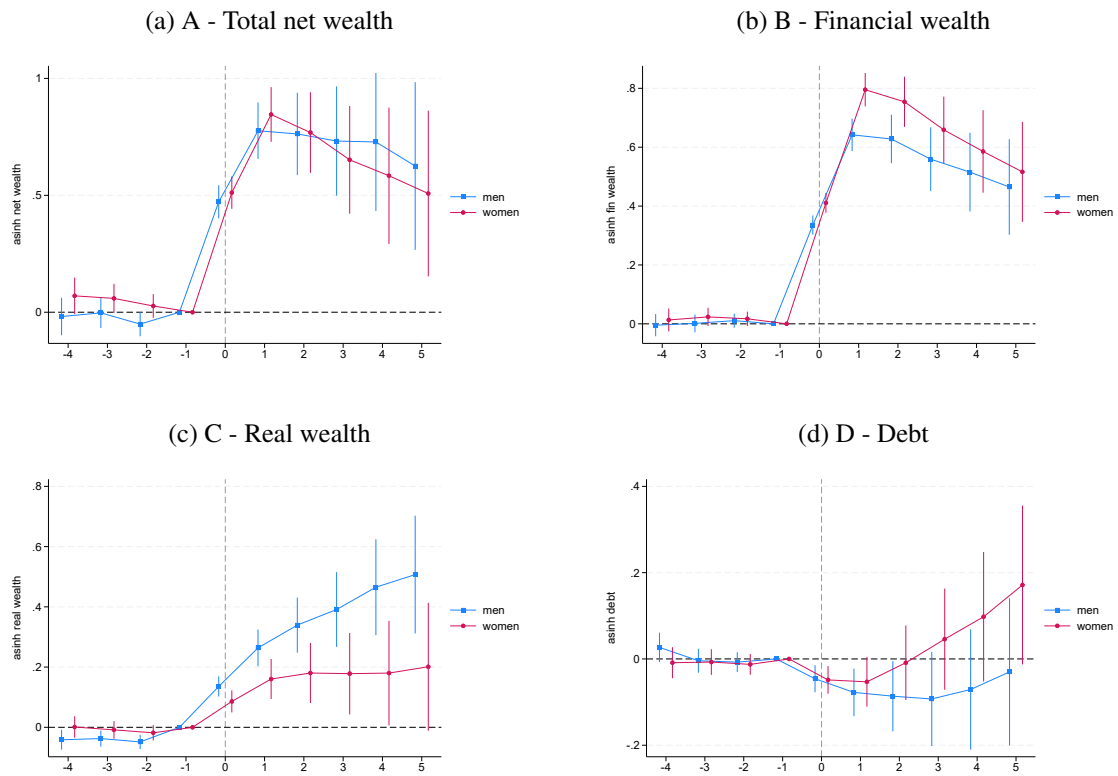 (a) A - Total net wealth
asinh net wealth
1
.5
0
-4 -3 -2 -1 0 1 2 3 4 5
men
women
(b) B - Financial wealth
asinh fin wealth
.8
.6
.4
.2
0
-4 -3 -2 -1 0 1 2 3 4 5
men
women
(c) C - Real wealth
asinh real wealth
.8
.6
.4
.2
0
-4 -3 -2 -1 0 1 2 3 4 5
men
women
(d) D - Debt
asinh debt
.4
.2
0
-.2
-4 -3 -2 -1 0 1 2 3 4 5
men
women